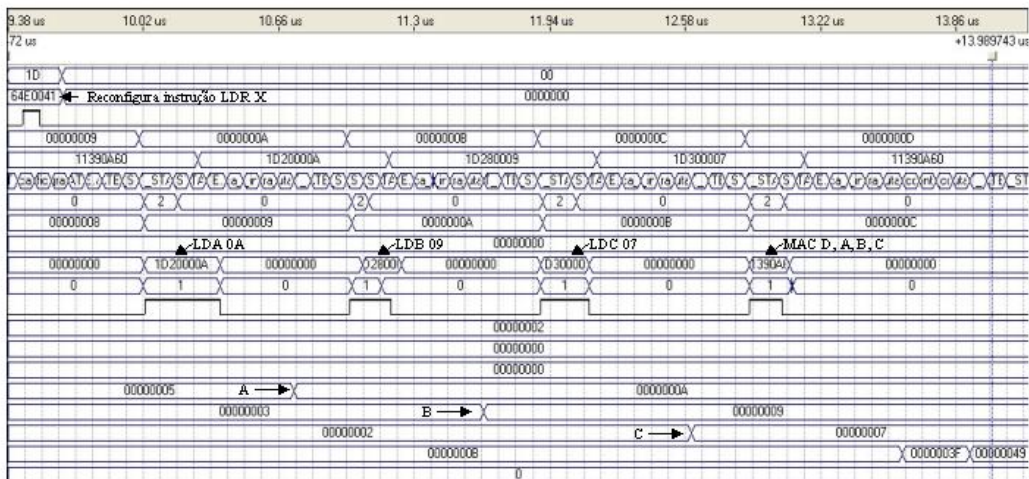 9.38 us 10.02 us 10.66 us 11.3 us 11.94 us 12.58 us 13.22 us 13.86 us
72 us +13.989743 us
1D 00
64E0041 Reconfigura instrução LDR X 0000000
00000009 0000000A 0000000B 0000000C 0000000D
11390A60 1D20000A 1D280009 1D300007 11390A60
0 2 0 2 0 2 0 2 0
00000008 00000009 0000000A 0000000B 0000000C
LDA 0A LDB 09 00000000 LDC 07 MAC D, A, B, C
00000000 1D20000A 00000000 00000000 00000000 00000000
0 1 0 1 0 1 0 1 0
00000002
00000000
00000000
00000005 A 0000000A
00000003 B 00000009
00000002 C 00000007
0000000B 0000003F 00000049
0